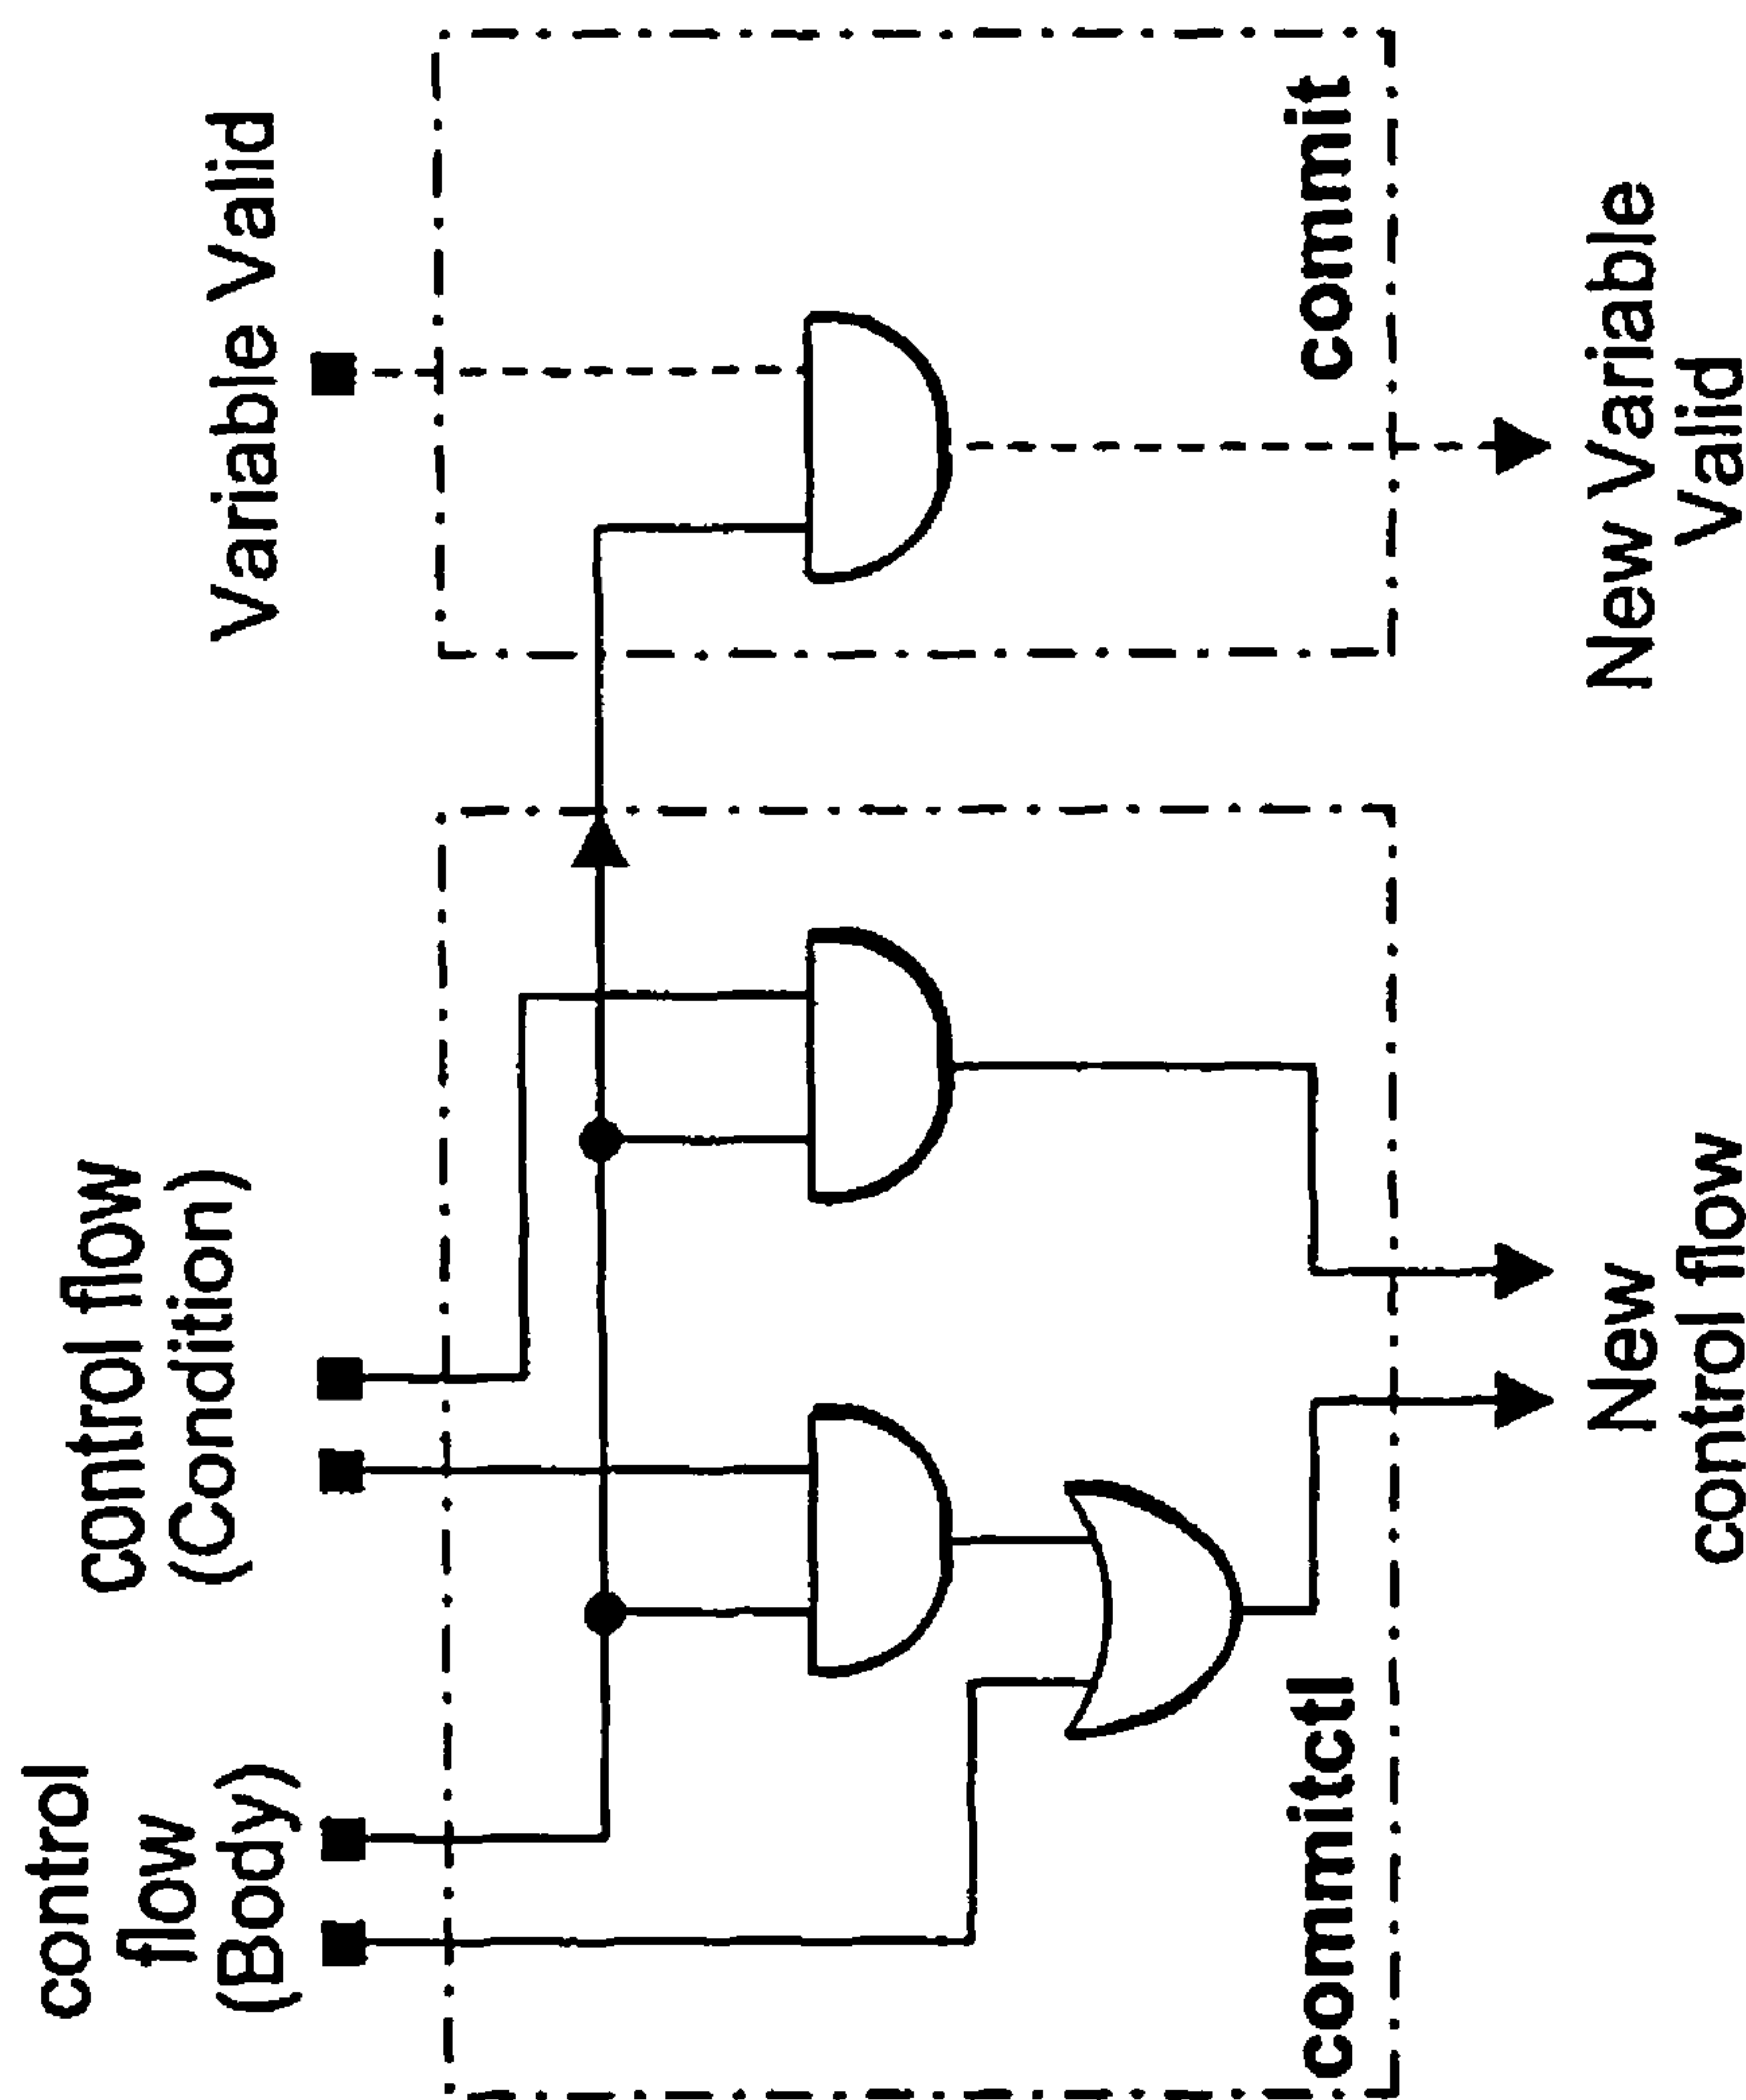 control
flow
(Body)
control flow
(Condition)
Variable Valid
commitctl
commit
New
control flow
New Variable
Valid